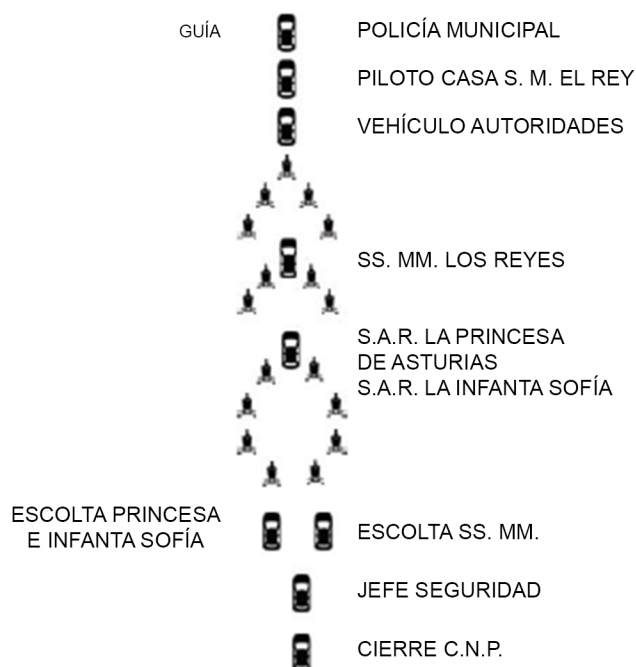 GUÍA
POLICÍA MUNICIPAL
PILOTO CASA S. M. EL REY
VEHÍCULO AUTORIDADES
SS. MM. LOS REYES
S.A.R. LA PRINCESA
DE ASTURIAS
S.A.R. LA INFANTA SOFÍA
ESCOLTA PRINCESA
E INFANTA SOFÍA
ESCOLTA SS. MM.
JEFE SEGURIDAD
CIERRE C.N.P.